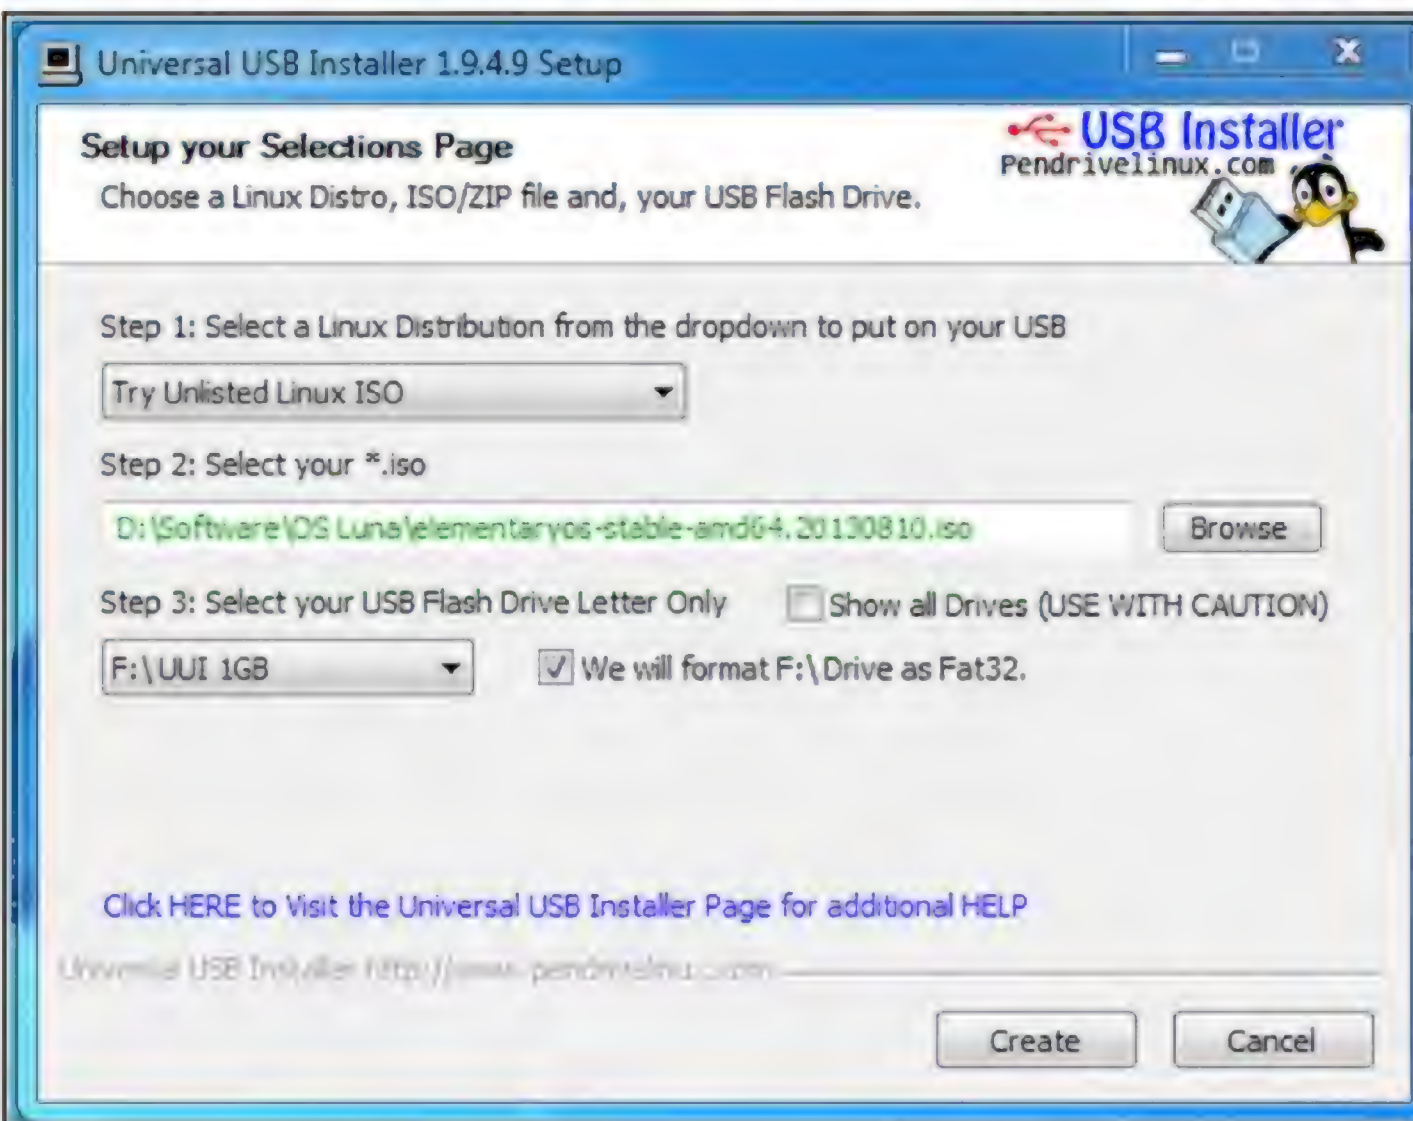 Universal USB Installer 1.9.4.9 Setup
Setup your Selections Page
Choose a Linux Distro, ISO/ZIP file and, your USB Flash Drive.
USB Installer
Pendrivelinux.com
Step 1: Select a Linux Distribution from the dropdown to put on your USB
Try Unlisted Linux ISO
Step 2: Select your *.iso
D:\Software\OS Luna\elementaryos-stable-amd64.20130810.iso
Browse
Step 3: Select your USB Flash Drive Letter Only
Show all Drives (USE WITH CAUTION)
F:\UUI 1GB
We will format F:\ Drive as Fat32.
Click HERE to Visit the Universal USB Installer Page for additional HELP
Universal USB Installer http://www.pendrivelinux.com
Create
Cancel